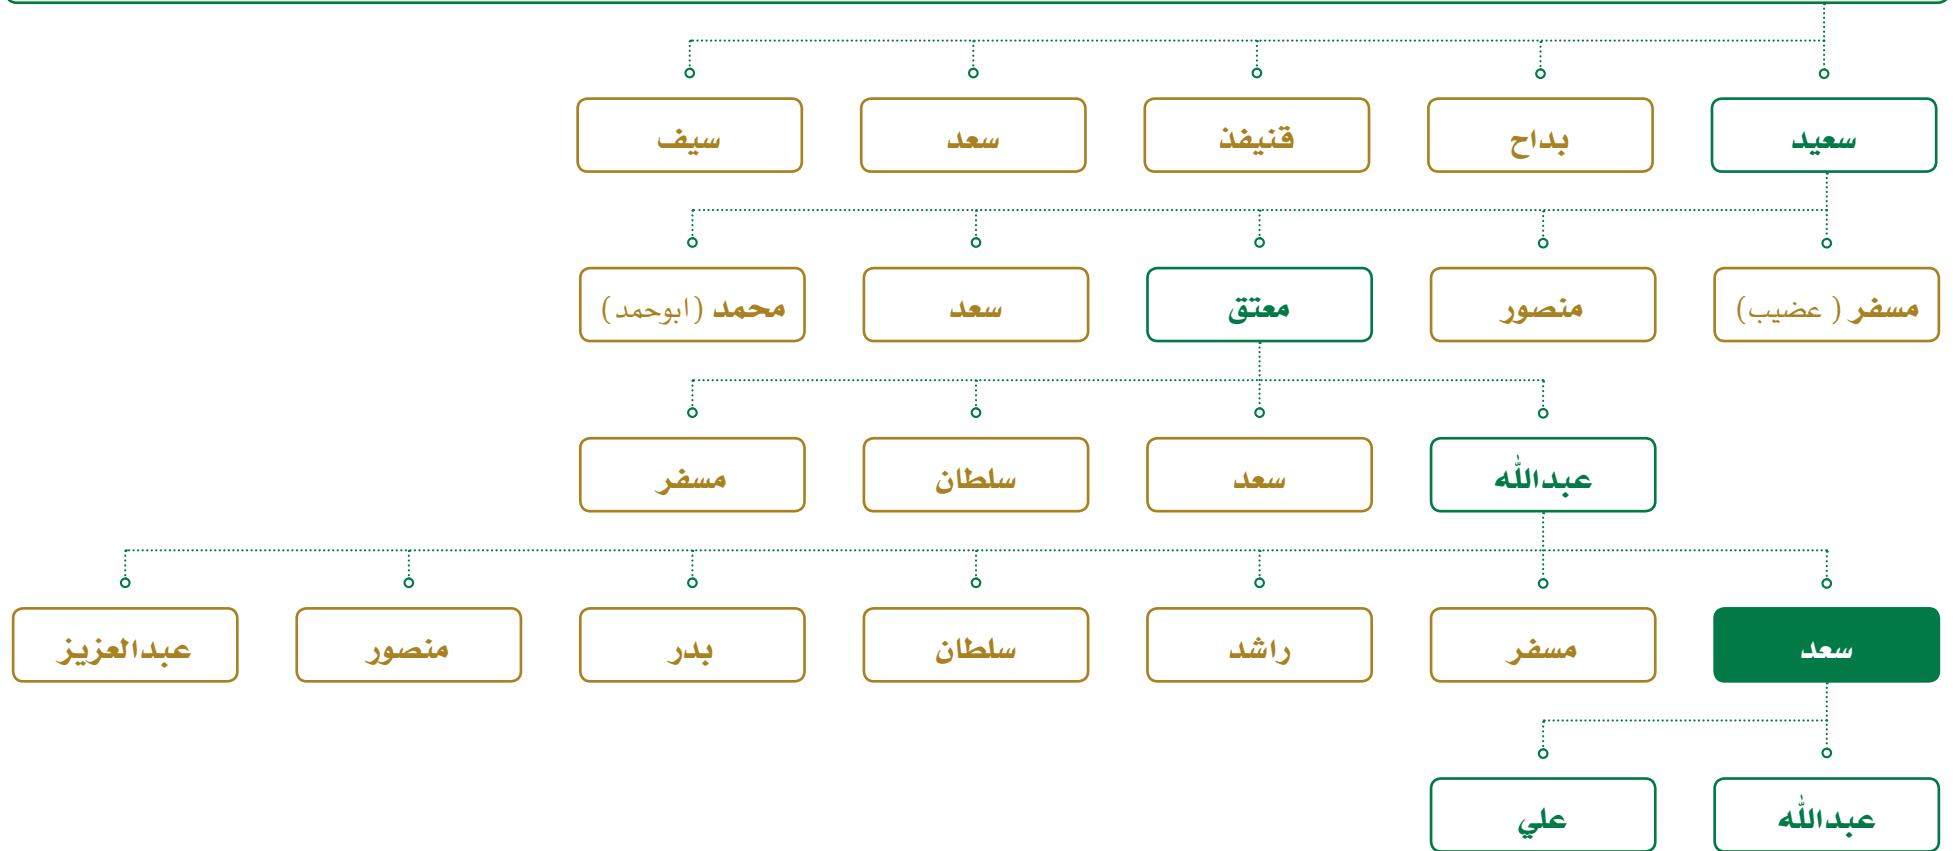 سعيد
بداح
قنيفذ
سعد
سيف
مسفر ( عضيب)
منصور
معتق
سعد
محمد (ابوحمد)
عبدالله
سعد
سلطان
مسفر
سعد
مسفر
راشد
سلطان
بدر
منصور
عبدالعزيز
عبدالله
علي